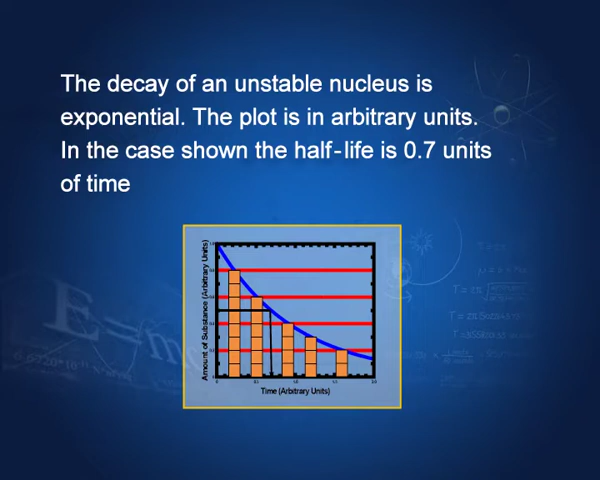 The decay of an unstable nucleus is
exponential. The plot is in arbitrary units.
In the case shown the half-life is 0.7 units
of time
Amount of Substance (Arbitrary Units)
Time (Arbitrary Units)